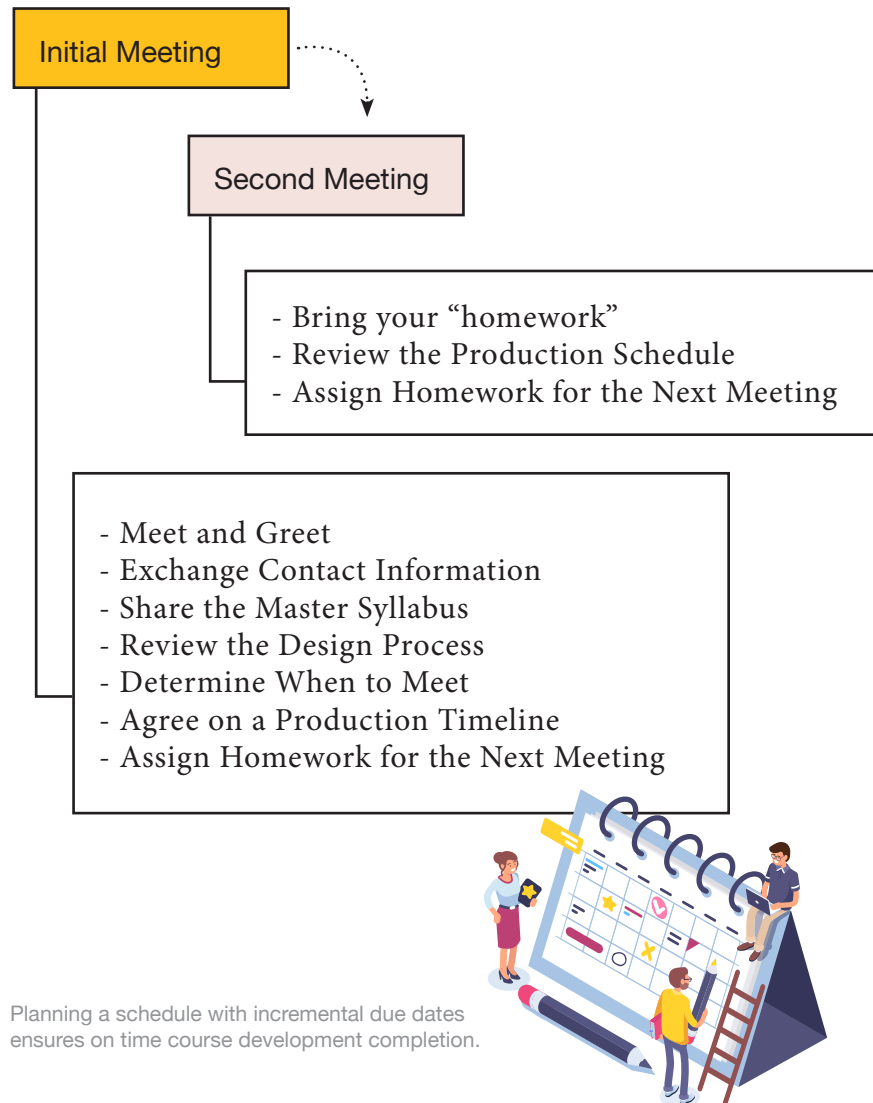 Initial Meeting
Second Meeting
- Bring your “homework”
- Review the Production Schedule
- Assign Homework for the Next Meeting
- Meet and Greet
- Exchange Contact Information
- Share the Master Syllabus
- Review the Design Process
- Determine When to Meet
- Agree on a Production Timeline
- Assign Homework for the Next Meeting
Planning a schedule with incremental due dates
ensures on time course development completion.